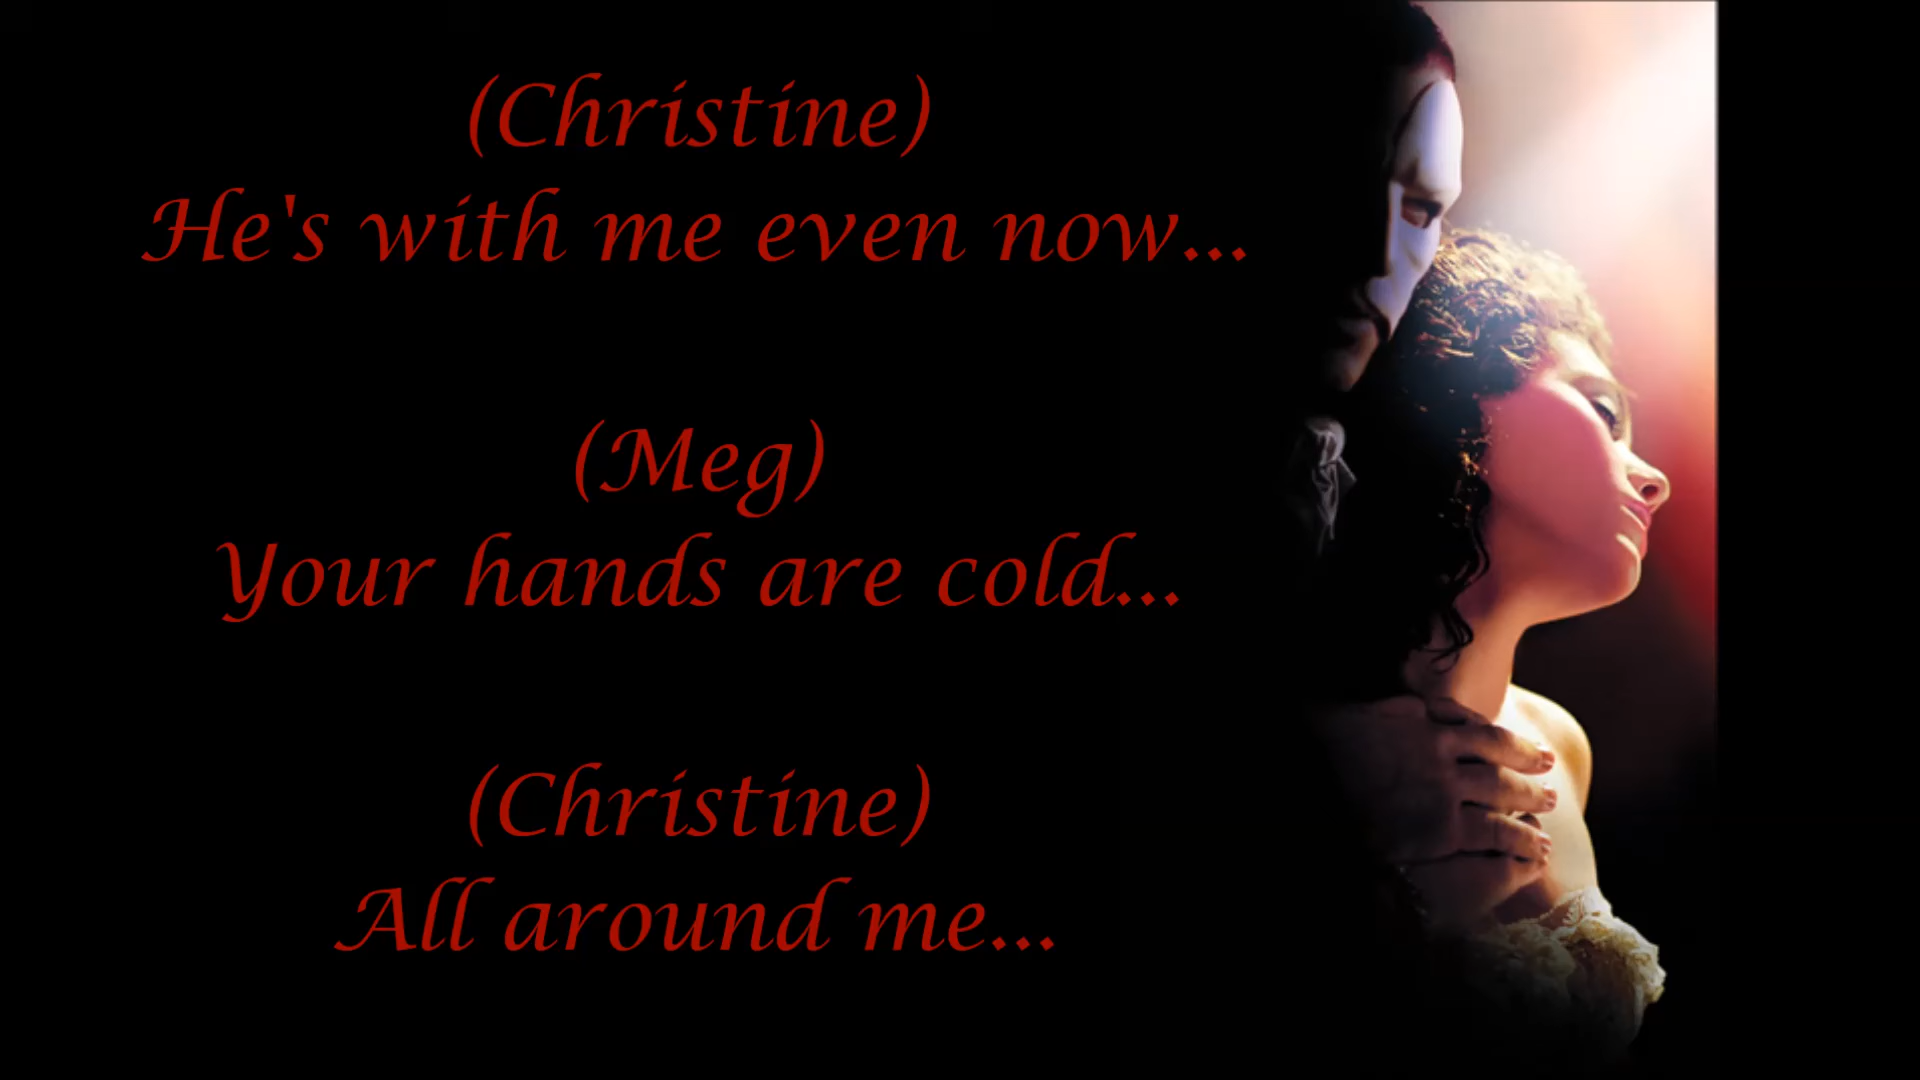 (Christine)
He's with me even now...
(Meg)
Your hands are cold...
(Christine)
All around me...